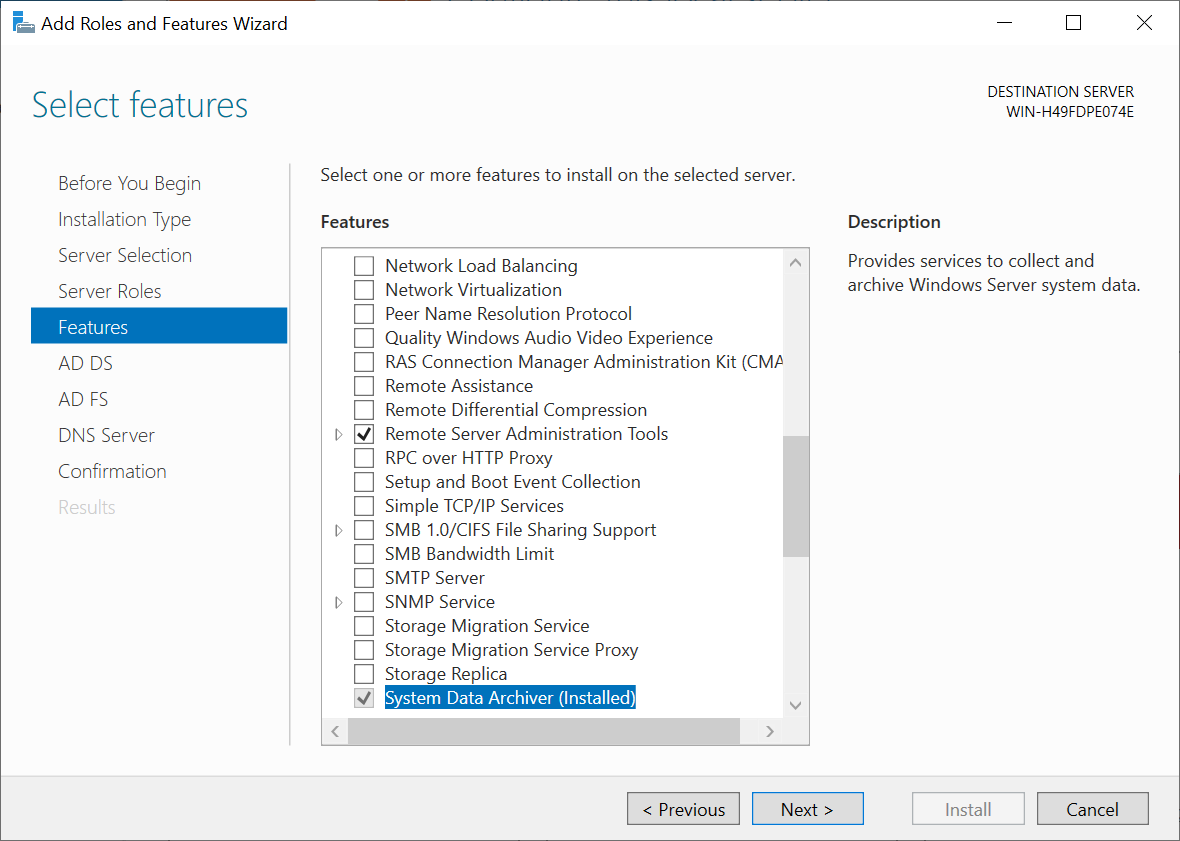 Add Roles and Features Wizard
Select features
DESTINATION SERVER
WIN-H49FDPE074E
Before You Begin
Installation Type
Server Selection
Server Roles
Features
AD DS
AD FS
DNS Server
Confirmation
Results
Select one or more features to install on the selected server.
Features
Network Load Balancing
Network Virtualization
Peer Name Resolution Protocol
Quality Windows Audio Video Experience
RAS Connection Manager Administration Kit (CMA
Remote Assistance
Remote Differential Compression
Remote Server Administration Tools
RPC over HTTP Proxy
Setup and Boot Event Collection
Simple TCP/IP Services
SMB 1.0/CIFS File Sharing Support
SMB Bandwidth Limit
SMTP Server
SNMP Service
Storage Migration Service
Storage Migration Service Proxy
Storage Replica
System Data Archiver (Installed)
Description
Provides services to collect and
archive Windows Server system data.
< Previous
Next >
Install
Cancel